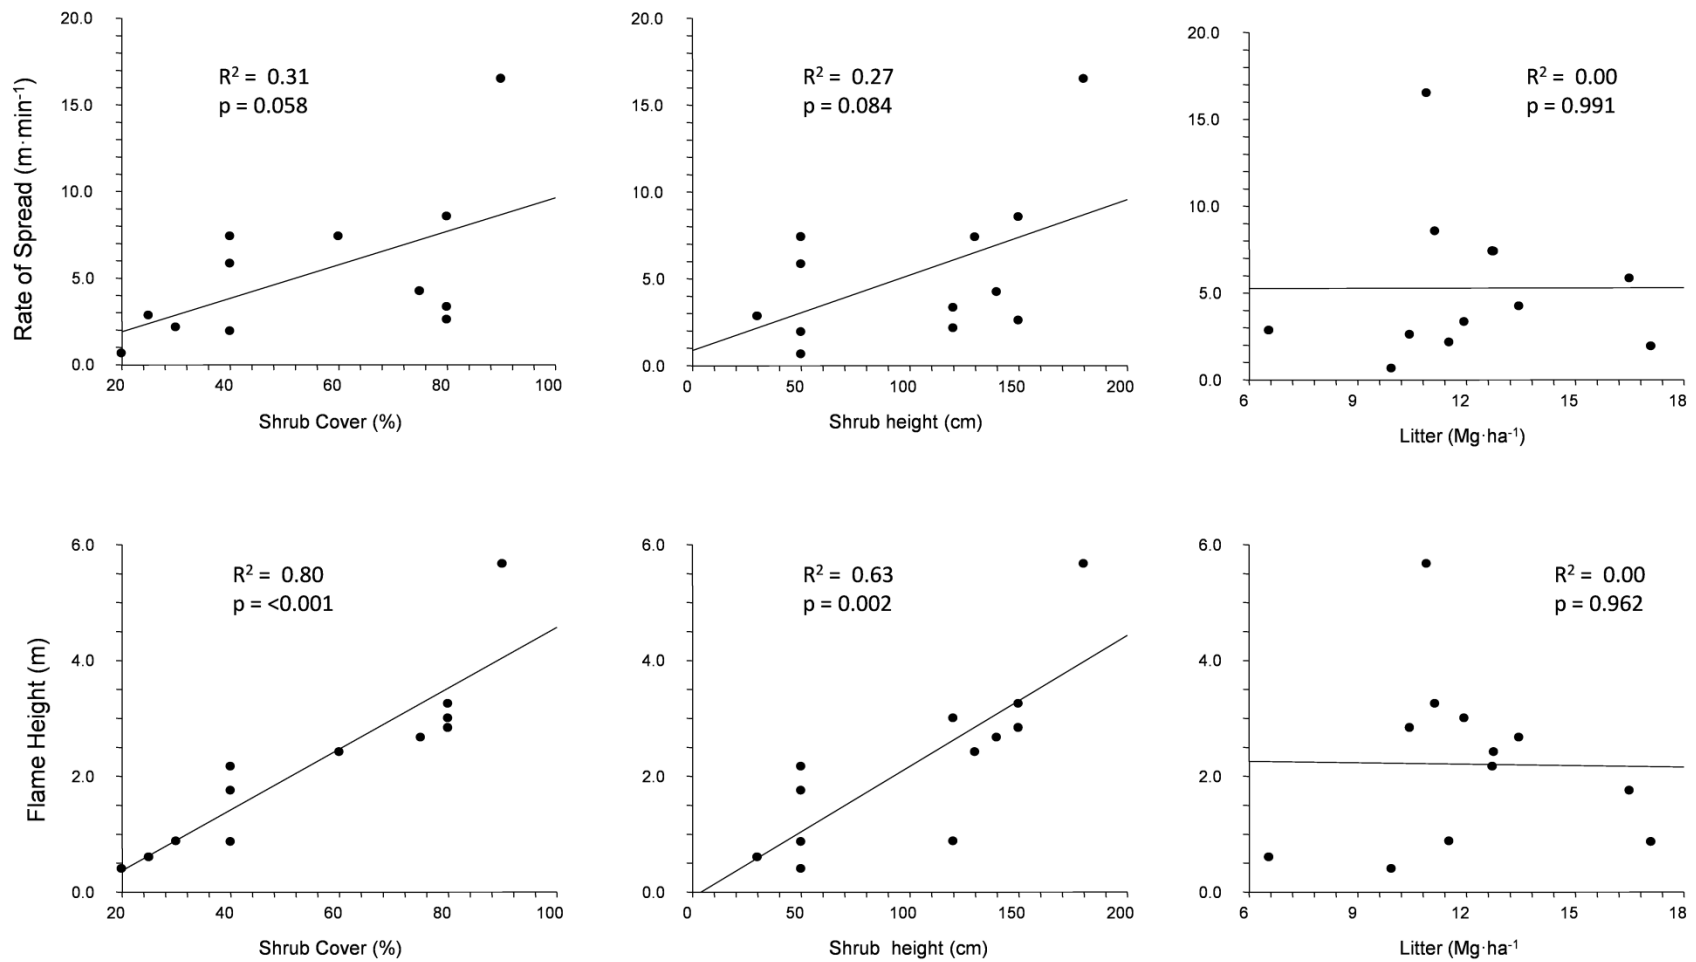 Rate of Spread (m·min⁻¹)
20.0
15.0
10.0
5.0
0.0
R² = 0.31
p = 0.058
20 40 60 80 100
Shrub Cover (%)
20.0
15.0
10.0
5.0
0.0
R² = 0.27
p = 0.084
0 50 100 150 200
Shrub height (cm)
20.0
15.0
10.0
5.0
0.0
R² = 0.00
p = 0.991
6 9 12 15 18
Litter (Mg·ha⁻¹)
Flame Height (m)
6.0
4.0
2.0
0.0
R² = 0.80
p = <0.001
20 40 60 80 100
Shrub Cover (%)
6.0
4.0
2.0
0.0
R² = 0.63
p = 0.002
0 50 100 150 200
Shrub height (cm)
6.0
4.0
2.0
0.0
R² = 0.00
p = 0.962
6 9 12 15 18
Litter (Mg·ha⁻¹